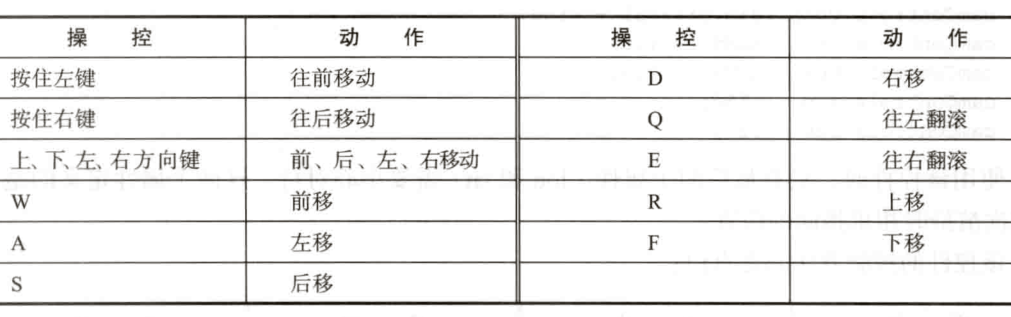 操 控 动 作 操 控 动 作
按住左键 往前移动 D 右移
按住右键 往后移动 Q 往左翻滚
上、下、左、右方向键 前、后、左、右移动 E 往右翻滚
W 前移 R 上移
A 左移 F 下移
S 后移